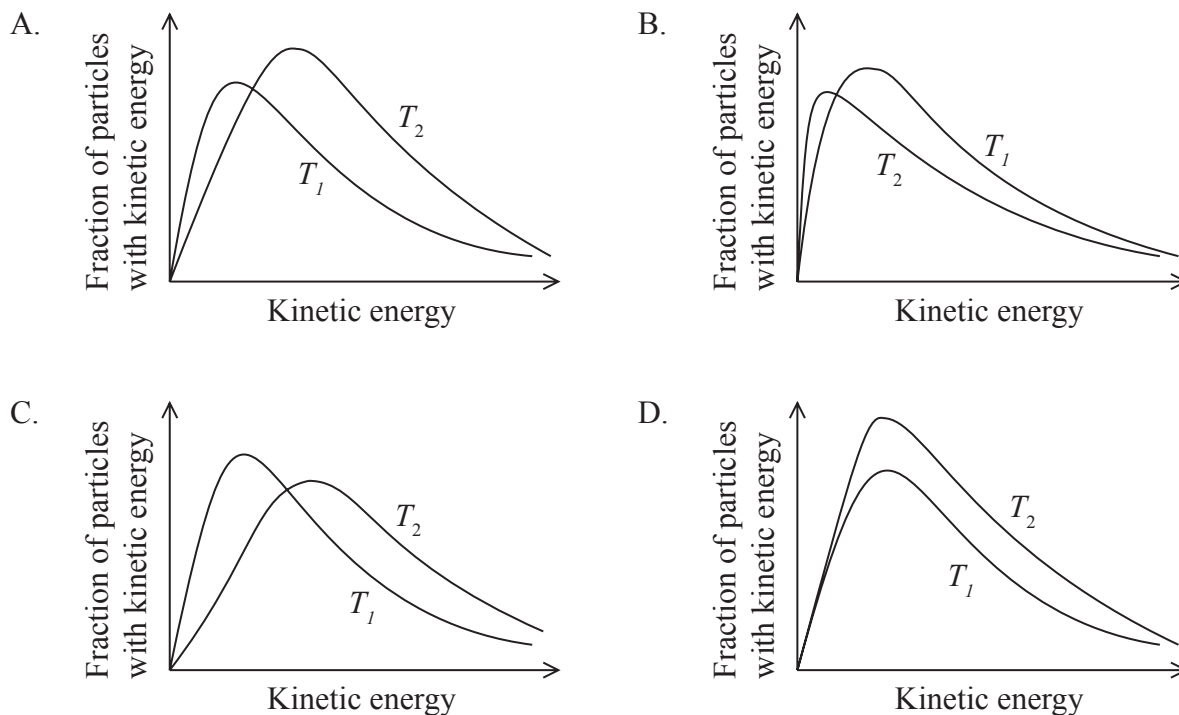 A.
Fraction of particles
with kinetic energy
T₂
T₁
Kinetic energy
B.
Fraction of particles
with kinetic energy
T₁
T₂
Kinetic energy
C.
Fraction of particles
with kinetic energy
T₂
T₁
Kinetic energy
D.
Fraction of particles
with kinetic energy
T₂
T₁
Kinetic energy